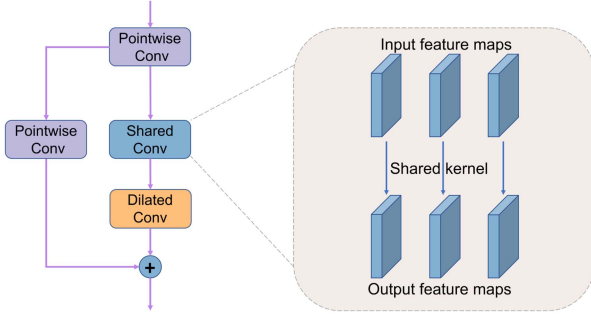 Pointwise
Conv
Pointwise
Conv
Shared
Conv
Dilated
Conv
+
Input feature maps
Shared kernel
Output feature maps